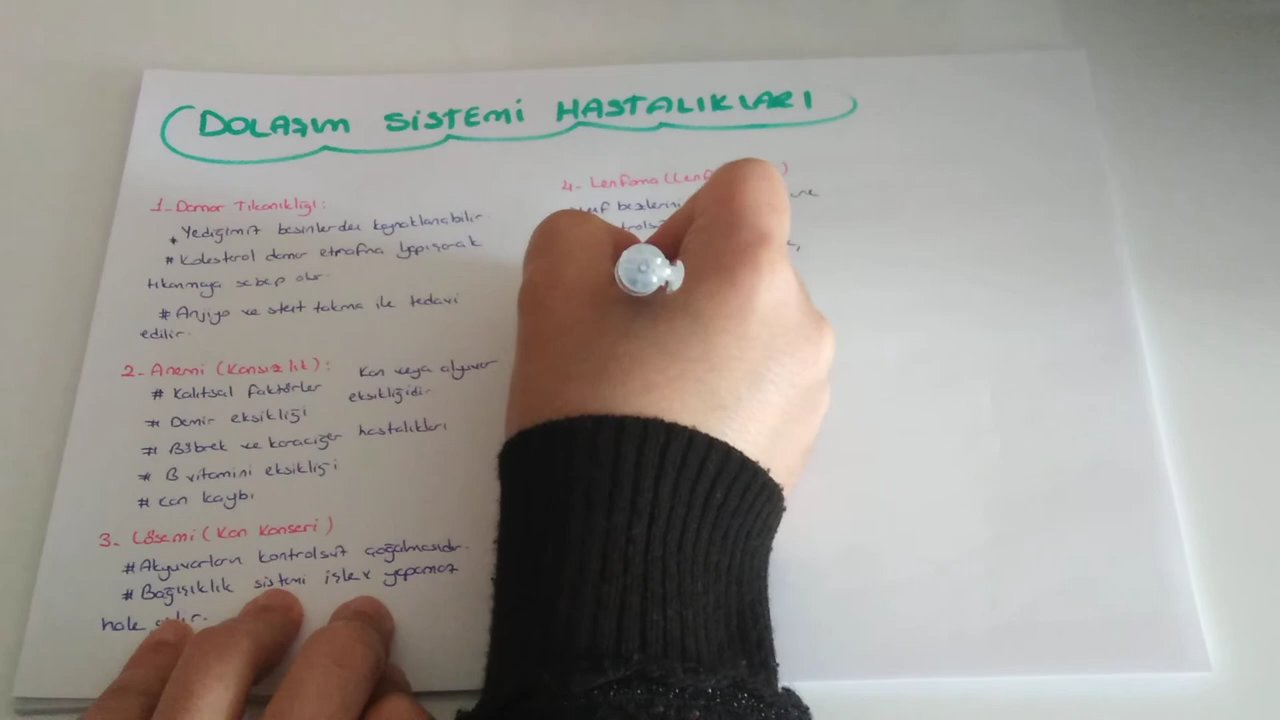 DOLAŞIM SİSTEMİ HASTALIKLARI
1-Damar Tıkanıklığı:
* Yediğimiz besinlerden kaynaklanabilir
# Kolesterol damar etrafına yapışarak
tıkanmaya sebep olur.
# Anjiyo ve stent takma ile tedavi
edilir.
2-Anemi (Kansızlık): Kan veya alyuvar
eksikliğidir.
# Kalıtsal faktörler
# Demir eksikliği
# Böbrek ve karaciğer hastalıkları
# B vitamini eksikliği
# Kan kaybı
3- Lösemi (Kan Kanseri)
# Akyuvarların kontrolsüz çoğalmasıdır.
# Bağışıklık sistemi işlev yapamaz
hale
4- Lenfoma (Lenf
bezlerini